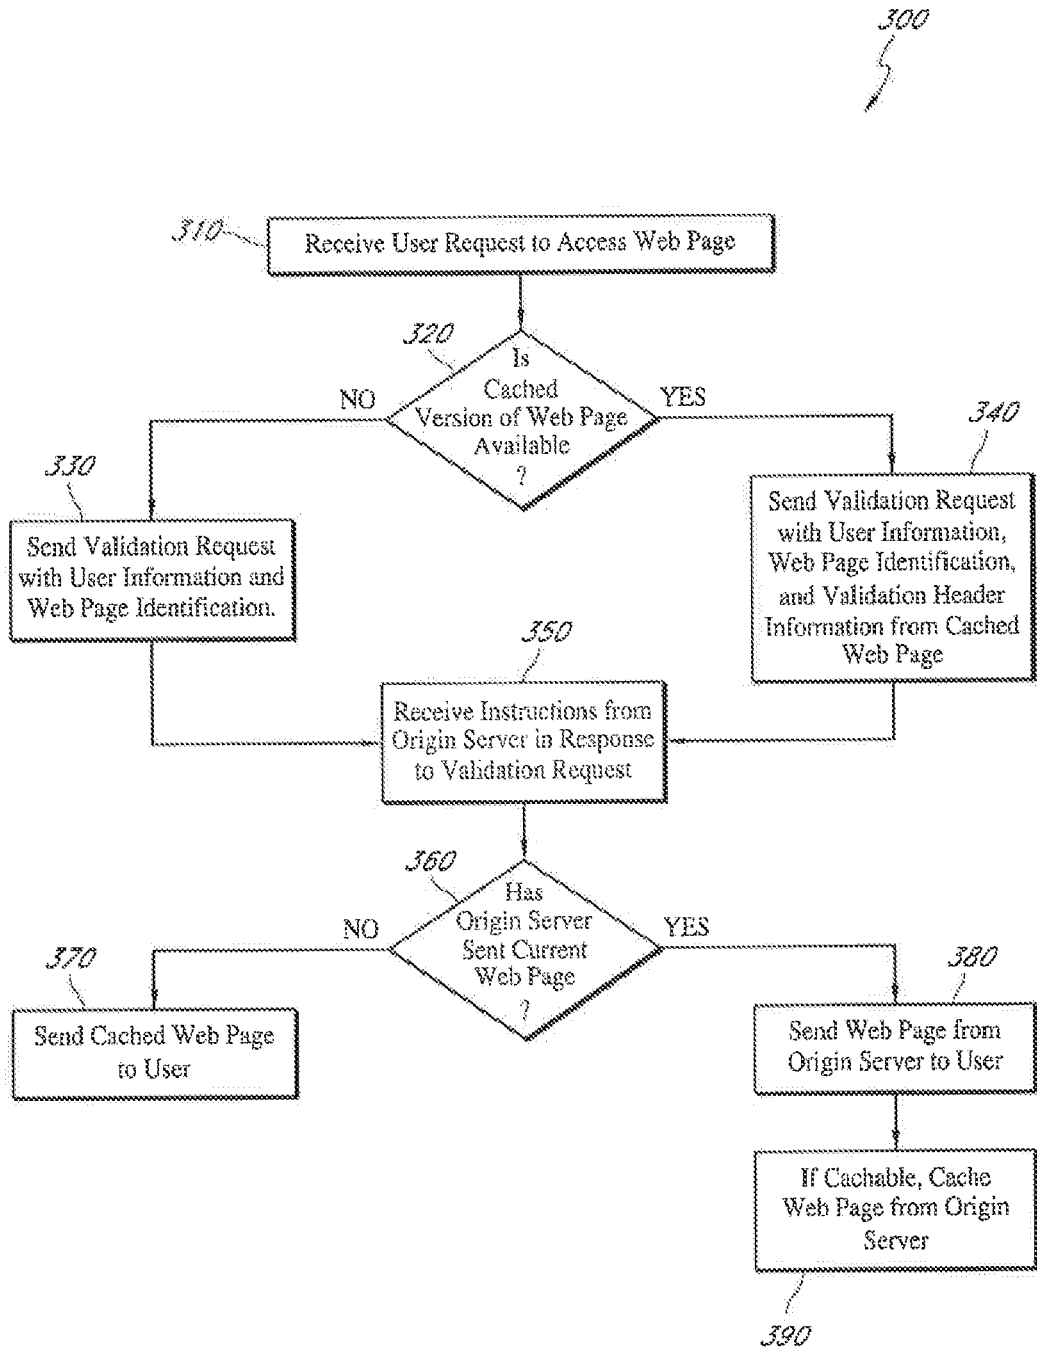 300
310
Receive User Request to Access Web Page
320
Is
Cached
Version of Web Page
Available
?
NO
YES
330
Send Validation Request
with User Information and
Web Page Identification.
340
Send Validation Request
with User Information,
Web Page Identification,
and Validation Header
Information from Cached
Web Page
350
Receive Instructions from
Origin Server in Response
to Validation Request
360
Has
Origin Server
Sent Current
Web Page
?
NO
YES
370
Send Cached Web Page
to User
380
Send Web Page from
Origin Server to User
If Cachable, Cache
Web Page from Origin
Server
390